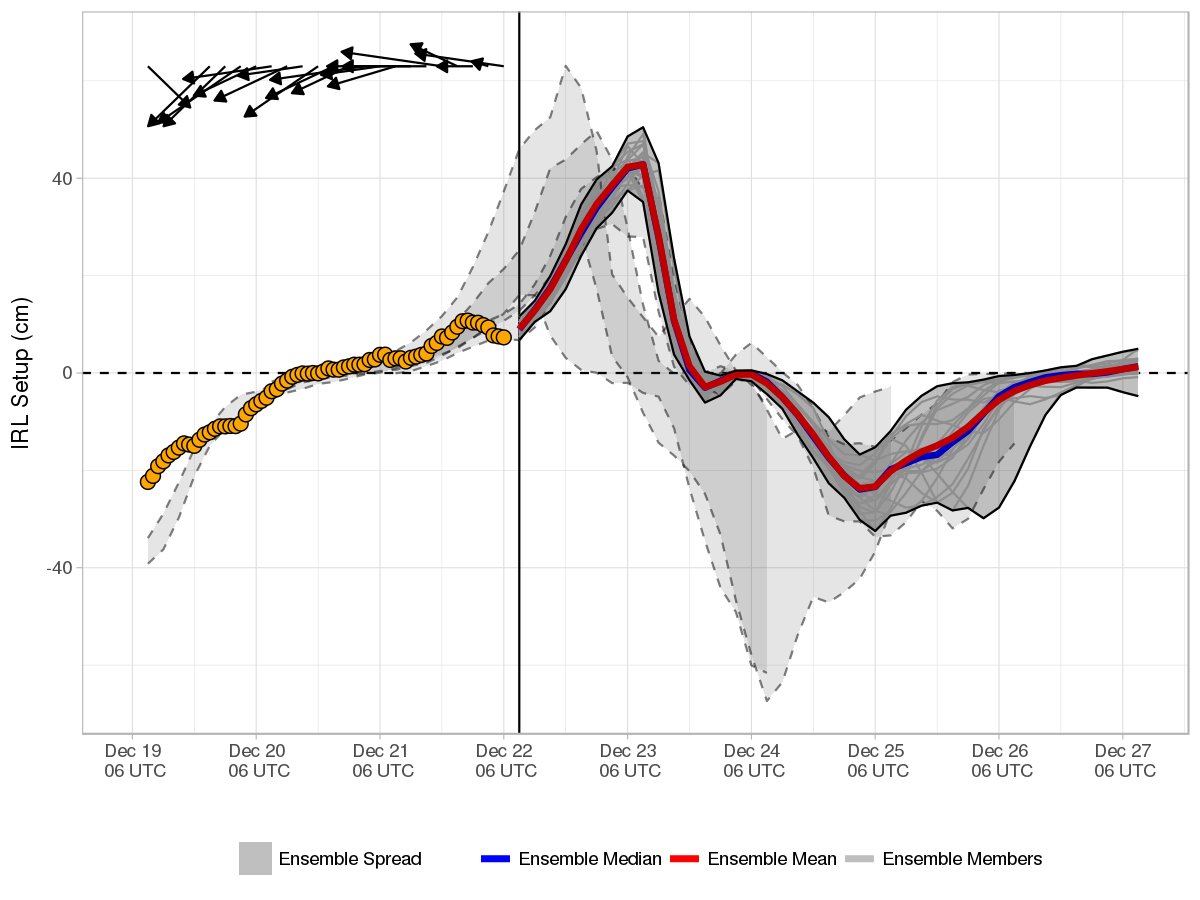 IRL Setup (cm)
40
0
-40
Dec 19 Dec 20 Dec 21 Dec 22 Dec 23 Dec 24 Dec 25 Dec 26 Dec 27
06 UTC 06 UTC 06 UTC 06 UTC 06 UTC 06 UTC 06 UTC 06 UTC 06 UTC
Ensemble Spread Ensemble Median Ensemble Mean Ensemble Members